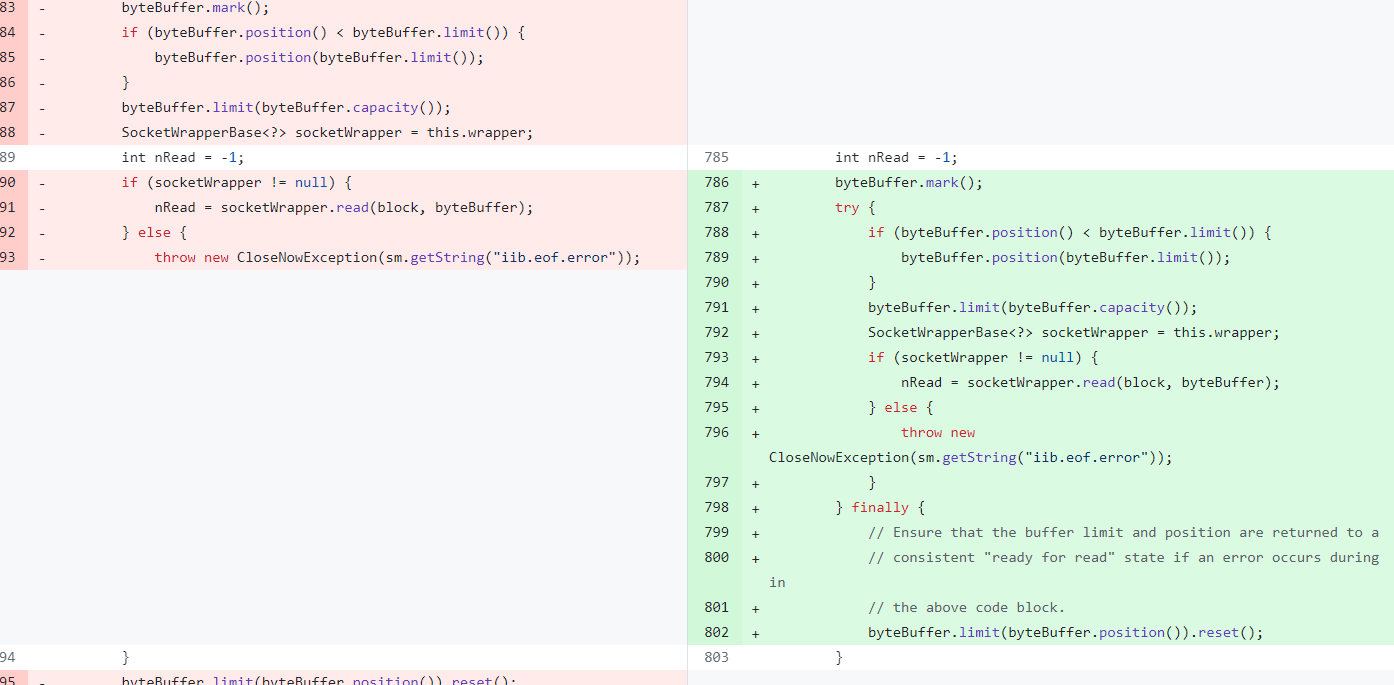 83 - byteBuffer.mark();
84 - if (byteBuffer.position() < byteBuffer.limit()) {
85 - byteBuffer.position(byteBuffer.limit());
86 - }
87 - byteBuffer.limit(byteBuffer.capacity());
88 - SocketWrapperBase<?> socketWrapper = this.wrapper;
89 int nRead = -1;
90 - if (socketWrapper != null) {
91 - nRead = socketWrapper.read(block, byteBuffer);
92 - } else {
93 - throw new CloseNowException(sm.getString("iib.eof.error"));
94 }
95 - byteBuffer.limit(byteBuffer.position()).reset();
785 int nRead = -1;
786 + byteBuffer.mark();
787 + try {
788 + if (byteBuffer.position() < byteBuffer.limit()) {
789 + byteBuffer.position(byteBuffer.limit());
790 + }
791 + byteBuffer.limit(byteBuffer.capacity());
792 + SocketWrapperBase<?> socketWrapper = this.wrapper;
793 + if (socketWrapper != null) {
794 + nRead = socketWrapper.read(block, byteBuffer);
795 + } else {
796 + throw new
CloseNowException(sm.getString("iib.eof.error"));
797 + }
798 + } finally {
799 + // Ensure that the buffer limit and position are returned to a
800 + // consistent "ready for read" state if an error occurs during
in
801 + // the above code block.
802 + byteBuffer.limit(byteBuffer.position()).reset();
803 }